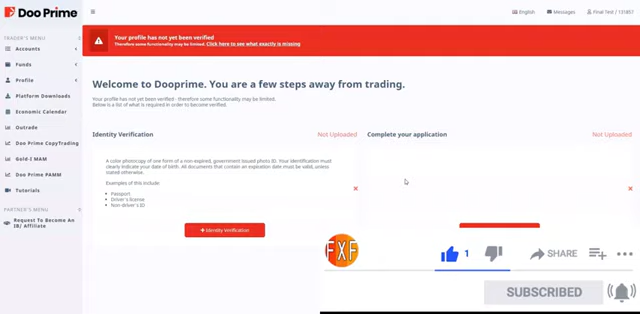 Doo Prime
English
Messages
Final Test / 131857
TRADER'S MENU
Accounts
Funds
Profile
Platform Downloads
Economic Calendar
Outrade
Doo Prime CopyTrading
Gold-I MAM
Doo Prime PAMM
Tutorials
PARTNER'S MENU
Request To Become An
IB/ Affiliate
Your profile has not yet been verified
Therefore some functionality may be limited. Click here to see what exactly is missing
Welcome to Dooprime. You are a few steps away from trading.
Your profile has not yet been verified - therefore some functionality may be limited.
Below is a list of what is required in order to become verified.
Identity Verification
Not Uploaded
A color photocopy of one form of a non-expired, government issued photo ID. Your identification must
clearly indicate your date of birth. All documents that contain an expiration date must be valid, unless
noted otherwise.
Examples of this include:
• Passport
• Driver's license
• Non-driver's ID
+ Identity Verification
Complete your application
Not Uploaded
FXF
1
SHARE
SUBSCRIBED